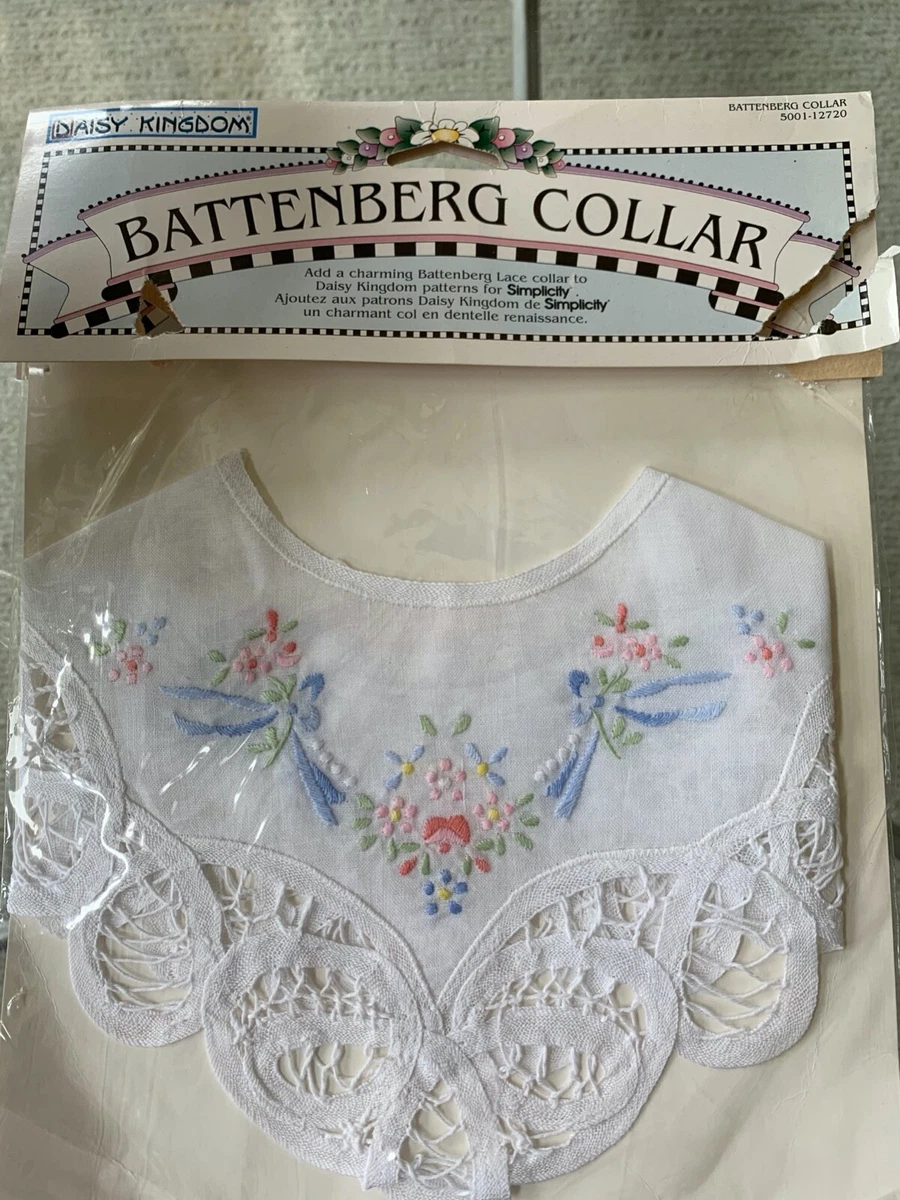 DAISY KINGDOM
BATTENBERG COLLAR
5001-12720
BATTENBERG COLLAR
Add a charming Battenberg Lace collar to
Daisy Kingdom patterns for Simplicity.
Ajoutez aux patrons Daisy Kingdom de Simplicity
un charmant col en dentelle renaissance.